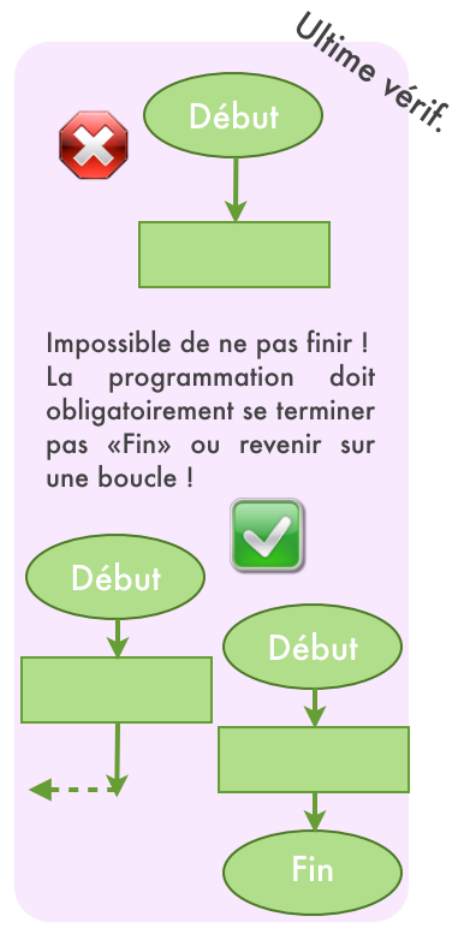 Ultime vérif.
Début
Impossible de ne pas finir !
La programmation doit
obligatoirement se terminer
pas «Fin» ou revenir sur
une boucle !
Début
Début
Fin